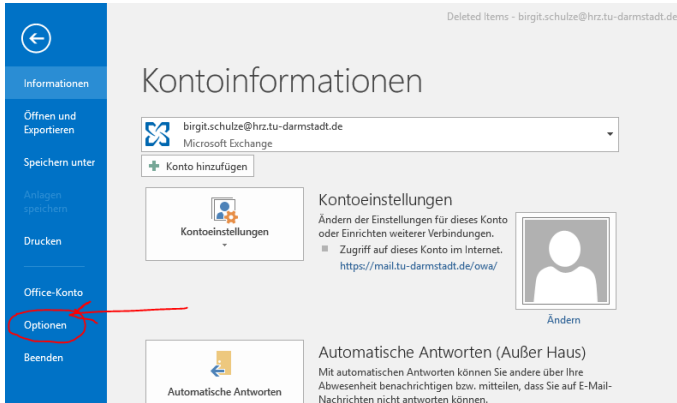 Deleted Items - birgit.schulze@hrz.tu-darmstadt.de
Informationen
Öffnen und
Exportieren
Speichern unter
Anlagen
speichern
Drucken
Office-Konto
Optionen
Beenden
Kontoinformationen
birgit.schulze@hrz.tu-darmstadt.de
Microsoft Exchange
Konto hinzufügen
Kontoeinstellungen
Kontoeinstellungen
Ändern der Einstellungen für dieses Konto
oder Einrichten weiterer Verbindungen.
Zugriff auf dieses Konto im Internet.
https://mail.tu-darmstadt.de/owa/
Ändern
Automatische Antworten
Automatische Antworten (Außer Haus)
Mit automatischen Antworten können Sie andere über Ihre
Abwesenheit benachrichtigen bzw. mitteilen, dass Sie auf E-Mail-
Nachrichten nicht antworten können.